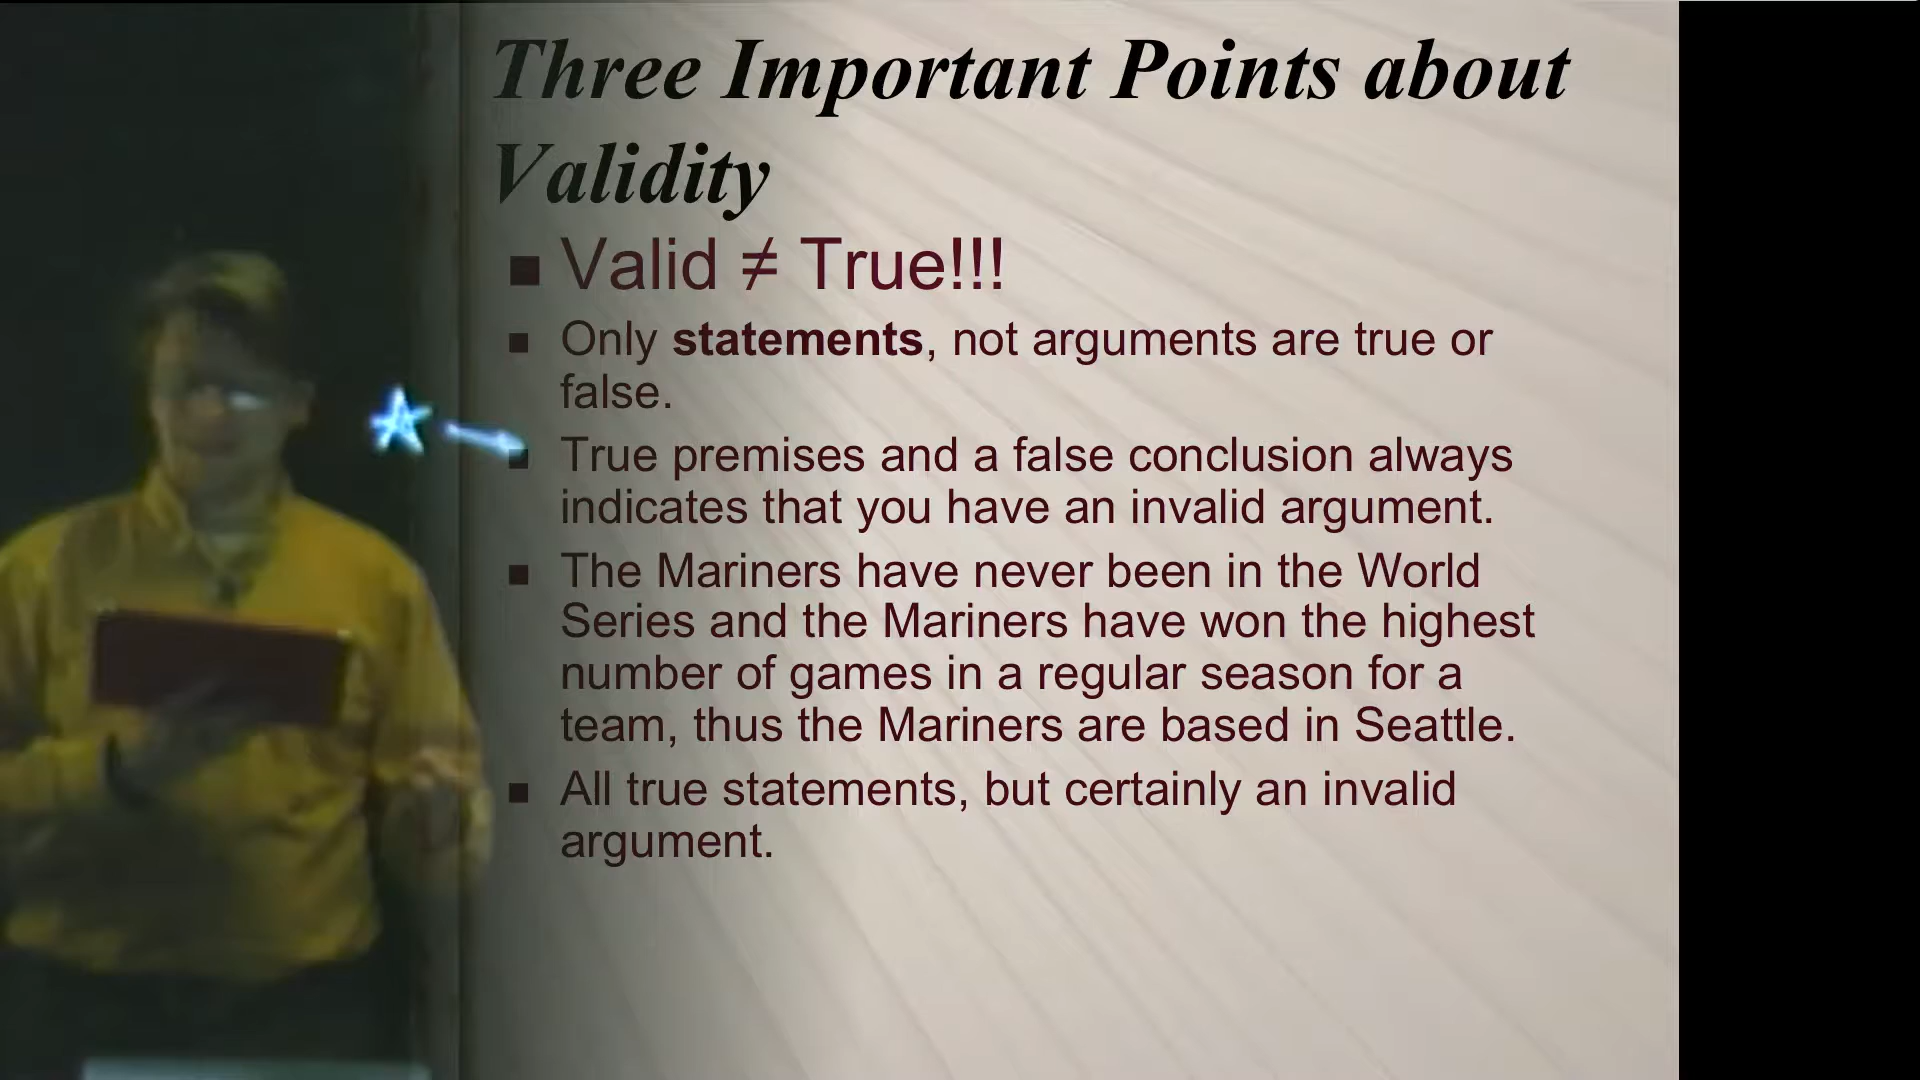 Three Important Points about
Validity
■ Valid ≠ True!!!
■ Only statements, not arguments are true or
false.
■ True premises and a false conclusion always
indicates that you have an invalid argument.
■ The Mariners have never been in the World
Series and the Mariners have won the highest
number of games in a regular season for a
team, thus the Mariners are based in Seattle.
■ All true statements, but certainly an invalid
argument.